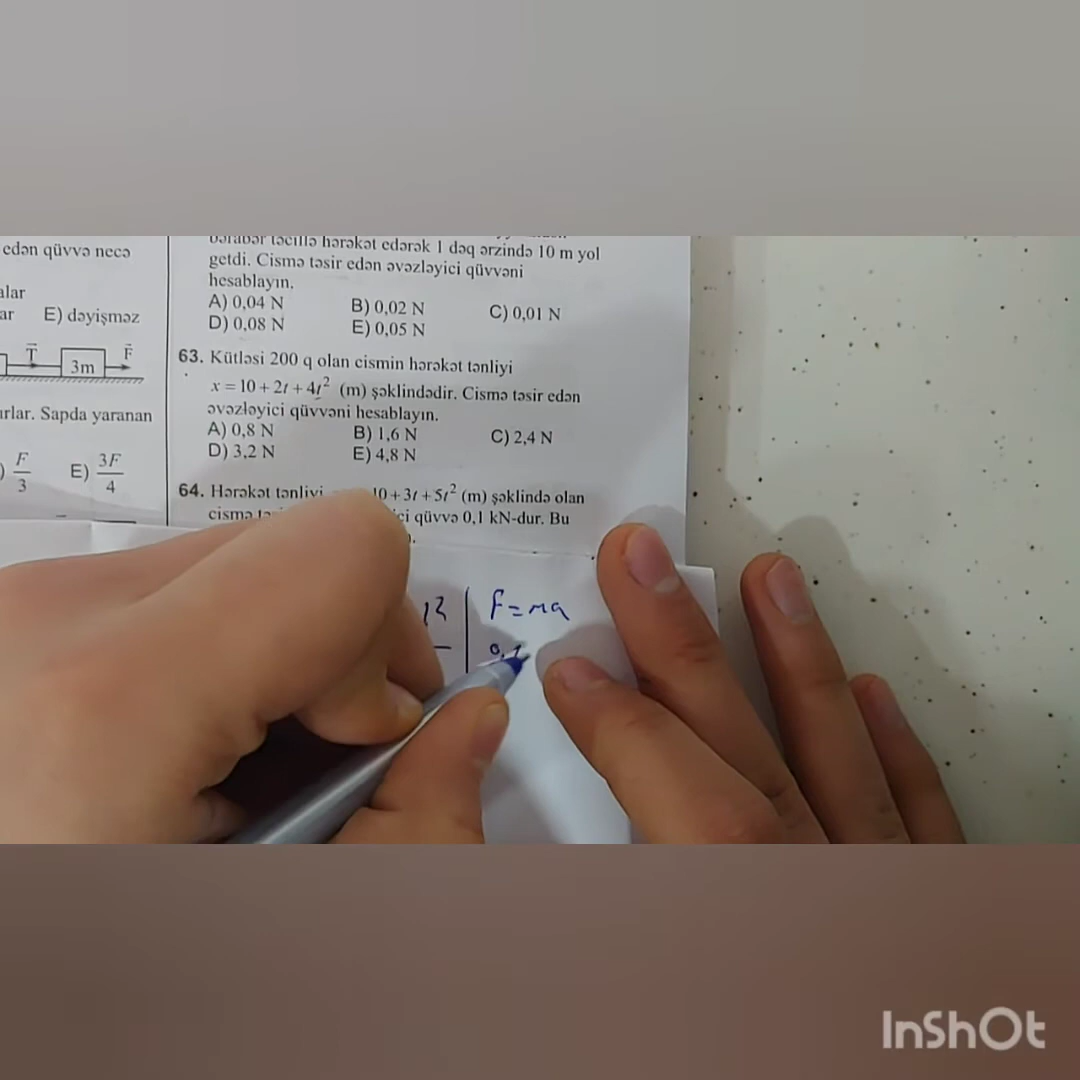 edən qüvvə necə
alar
ar E) dəyişməz
T 3m F
ırlar. Sapda yaranan
) F/3 E) 3F/4
bərabər təcillə hərəkət edərək 1 dəq ərzində 10 m yol
getdi. Cismə təsir edən əvəzləyici qüvvəni
hesablayın.
A) 0,04 N B) 0,02 N C) 0,01 N
D) 0,08 N E) 0,05 N
63. Kütləsi 200 q olan cismin hərəkət tənliyi
x = 10 + 2t + 4t² (m) şəklindədir. Cismə təsir edən
əvəzləyici qüvvəni hesablayın.
A) 0,8 N B) 1,6 N C) 2,4 N
D) 3,2 N E) 4,8 N
64. Hərəkət tənliyi 10 + 3t + 5t² (m) şəklində olan
cismə ci qüvvə 0,1 kN-dur. Bu
F = ma
0,
InShOt